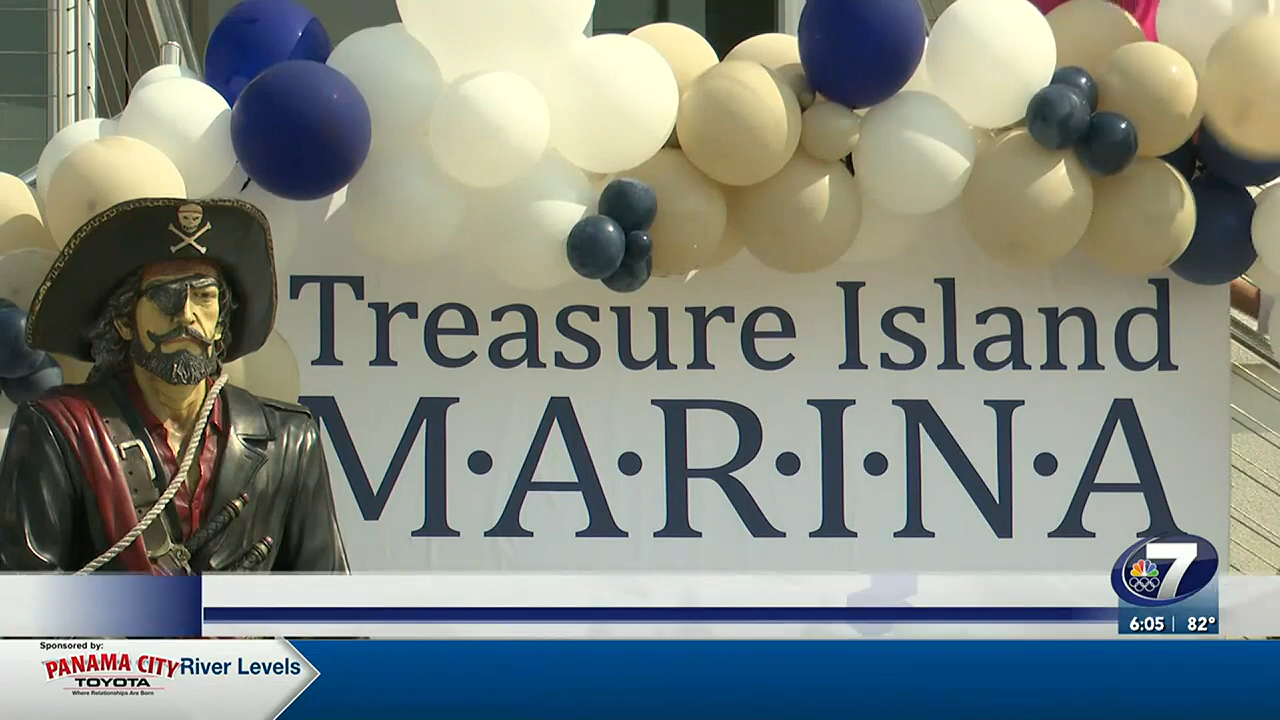 Treasure Island
M·A·R·I·N·A
7
6:05 | 82°
Sponsored by:
PANAMA CITY
TOYOTA
Where Relationships Are Born
River Levels